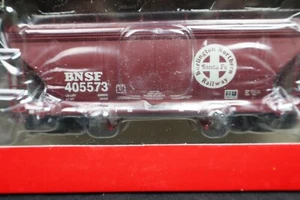 BNSF
405573
Burlington Northern
Santa Fe
Railway